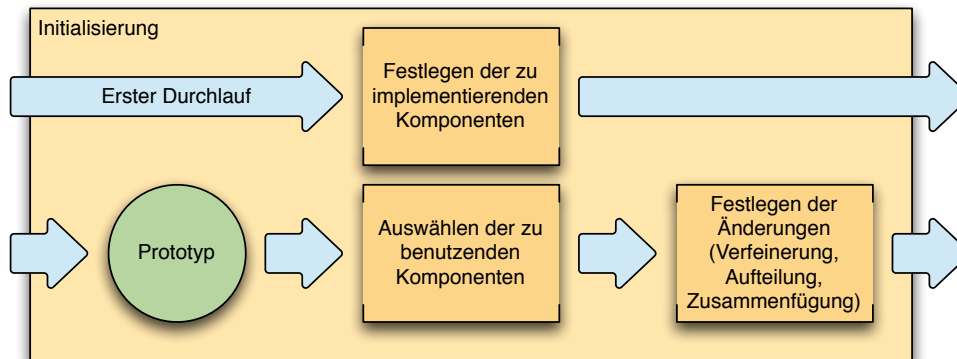 Initialisierung
Erster Durchlauf
Festlegen der zu
implementierenden
Komponenten
Prototyp
Auswählen der zu
benutzenden
Komponenten
Festlegen der
Änderungen
(Verfeinerung,
Aufteilung,
Zusammenfügung)